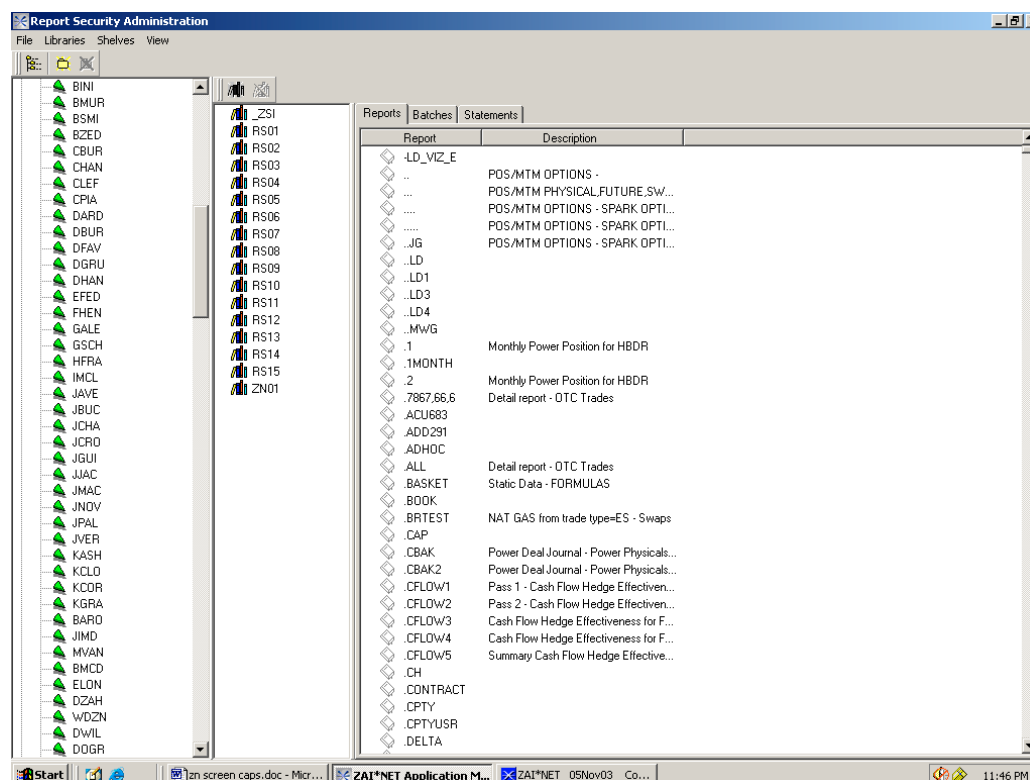 Report Security Administration
File Libraries Shelves View
BINI
BMUR
BSMI
BZED
CBUR
CHAN
CLEF
CPIA
DARD
DBUR
DFAV
DGRU
DHAN
EFED
FHEN
GALE
GSCH
HFRA
IMCL
JAVE
JBUC
JCHA
JCRO
JGUI
JJAC
JMAC
JNOV
JPAL
JVER
KASH
KCLO
KCOR
KGRA
BARO
JIMD
MVAN
BMCD
ELON
DZAH
WDZN
DWIL
DOGR
_ZSI
RS01
RS02
RS03
RS04
RS05
RS06
RS07
RS08
RS09
RS10
RS11
RS12
RS13
RS14
RS15
ZN01
Reports Batches Statements
Report Description
-LD_VIZ_E
.. POS/MTM OPTIONS -
... POS/MTM PHYSICAL,FUTURE,SW...
.... POS/MTM OPTIONS - SPARK OPTI...
..... POS/MTM OPTIONS - SPARK OPTI...
..JG POS/MTM OPTIONS - SPARK OPTI...
..LD
..LD1
..LD3
..LD4
..MWG
.1 Monthly Power Position for HBDR
.1MONTH
.2 Monthly Power Position for HBDR
.7867,66,6 Detail report - OTC Trades
.ACU683
.ADD291
.ADHOC
.ALL Detail report - OTC Trades
.BASKET Static Data - FORMULAS
.BOOK
.BRTEST NAT GAS from trade type=ES - Swaps
.CAP
.CBAK Power Deal Journal - Power Physicals...
.CBAK2 Power Deal Journal - Power Physicals...
.CFLOW1 Pass 1 - Cash Flow Hedge Effectiven...
.CFLOW2 Pass 2 - Cash Flow Hedge Effectiven...
.CFLOW3 Cash Flow Hedge Effectiveness for F...
.CFLOW4 Cash Flow Hedge Effectiveness for F...
.CFLOW5 Summary Cash Flow Hedge Effective...
.CH
.CONTRACT
.CPTY
.CPTYUSR
.DELTA
Start zn screen caps.doc - Micr... ZAI*NET Application M... ZAI*NET 05Nov03 Co... 11:46 PM